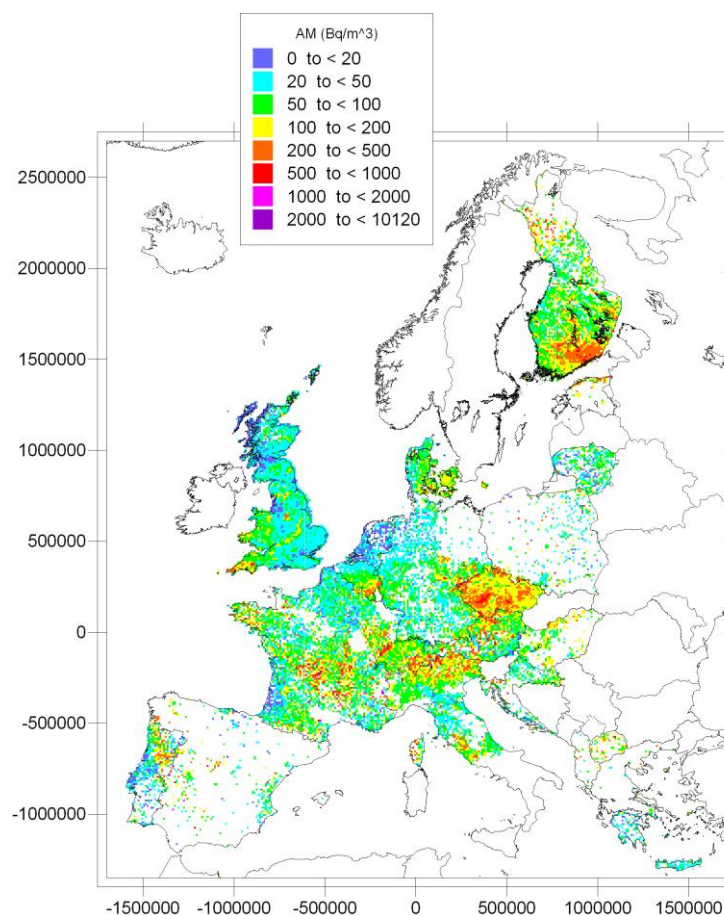 AM (Bq/m^3)
0 to < 20
20 to < 50
50 to < 100
100 to < 200
200 to < 500
500 to < 1000
1000 to < 2000
2000 to < 10120
2500000
2000000
1500000
1000000
500000
0
-500000
-1000000
-1500000 -1000000 -500000 0 500000 1000000 1500000